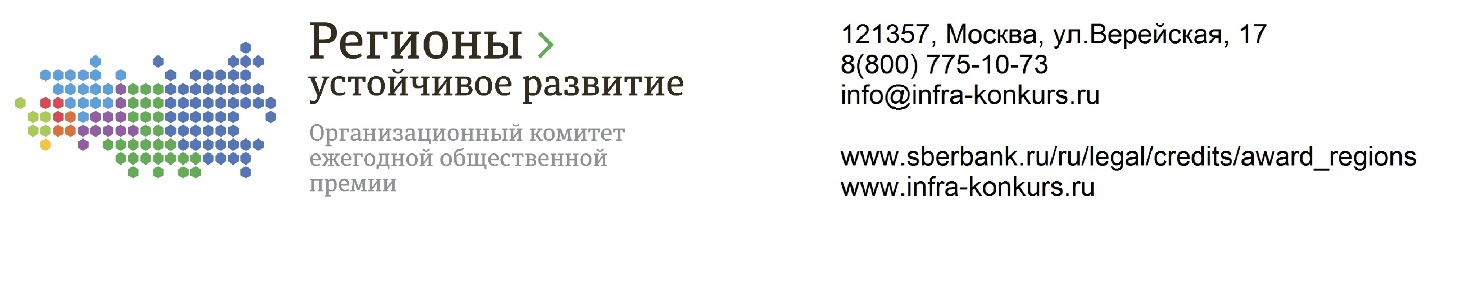 Регионы
устойчивое развитие
Организационный комитет
ежегодной общественной
премии
121357, Москва, ул.Верейская, 17
8(800) 775-10-73
info@infra-konkurs.ru
www.sberbank.ru/ru/legal/credits/award_regions
www.infra-konkurs.ru